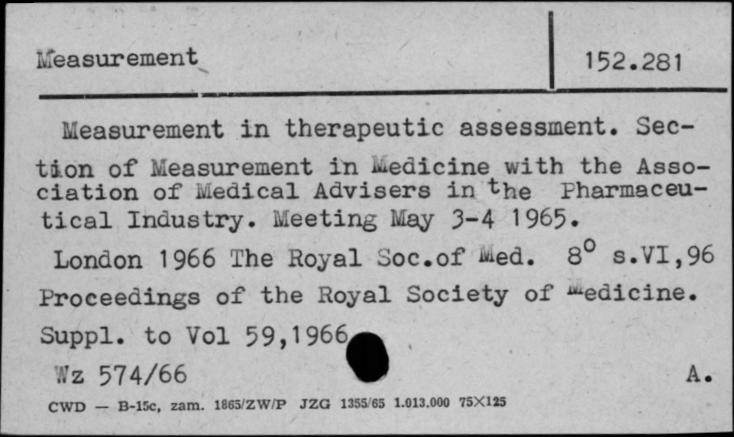 Measurement 152.281
Measurement in therapeutic assessment. Sec-
tion of Measurement in Medicine with the Asso-
ciation of Medical Advisers in the Pharmaceu-
tical Industry. Meeting May 3-4 1965.
London 1966 The Royal Soc.of Med. 8° s.VI,96
Proceedings of the Royal Society of Medicine.
Suppl. to Vol 59,1966
Wz 574/66 A.
CWD — B-15c, zam. 1865/ZW/P JZG 1355/65 1.013.000 75X125